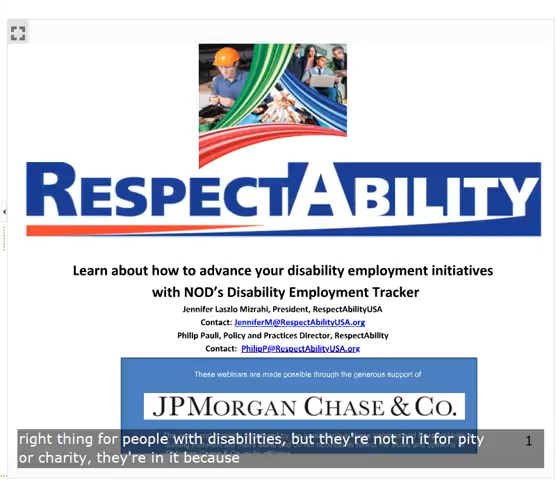 RESPECTABILITY
Learn about how to advance your disability employment initiatives
with NOD's Disability Employment Tracker
Jennifer Laszlo Mizrahi, President, RespectAbilityUSA
Contact: JenniferM@RespectAbilityUSA.org
Philip Pauli, Policy and Practices Director, RespectAbility
Contact: PhilipP@RespectAbilityUSA.org
These webinars are made possible through the generous support of
JPMORGAN CHASE & CO.
right thing for people with disabilities, but they're not in it for pity
or charity, they're in it because
1